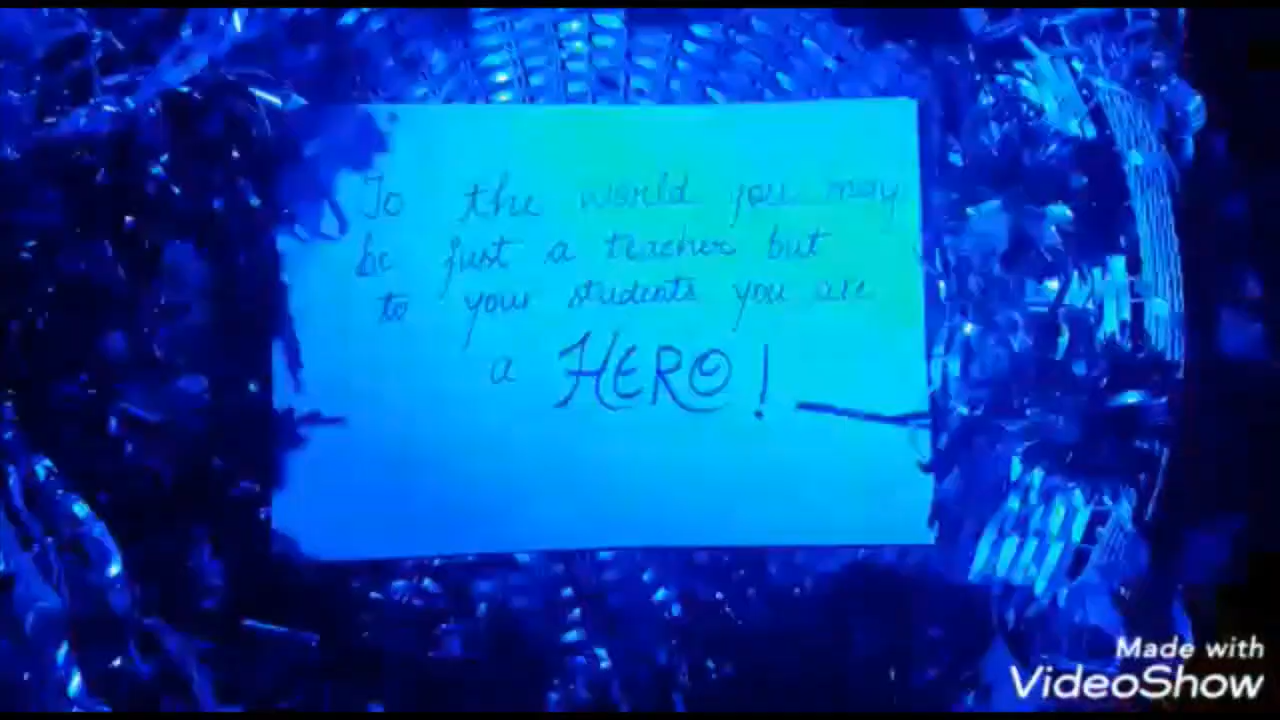 To the world you may
be just a teacher but
to your students you are
a HERO!
Made with
VideoShow